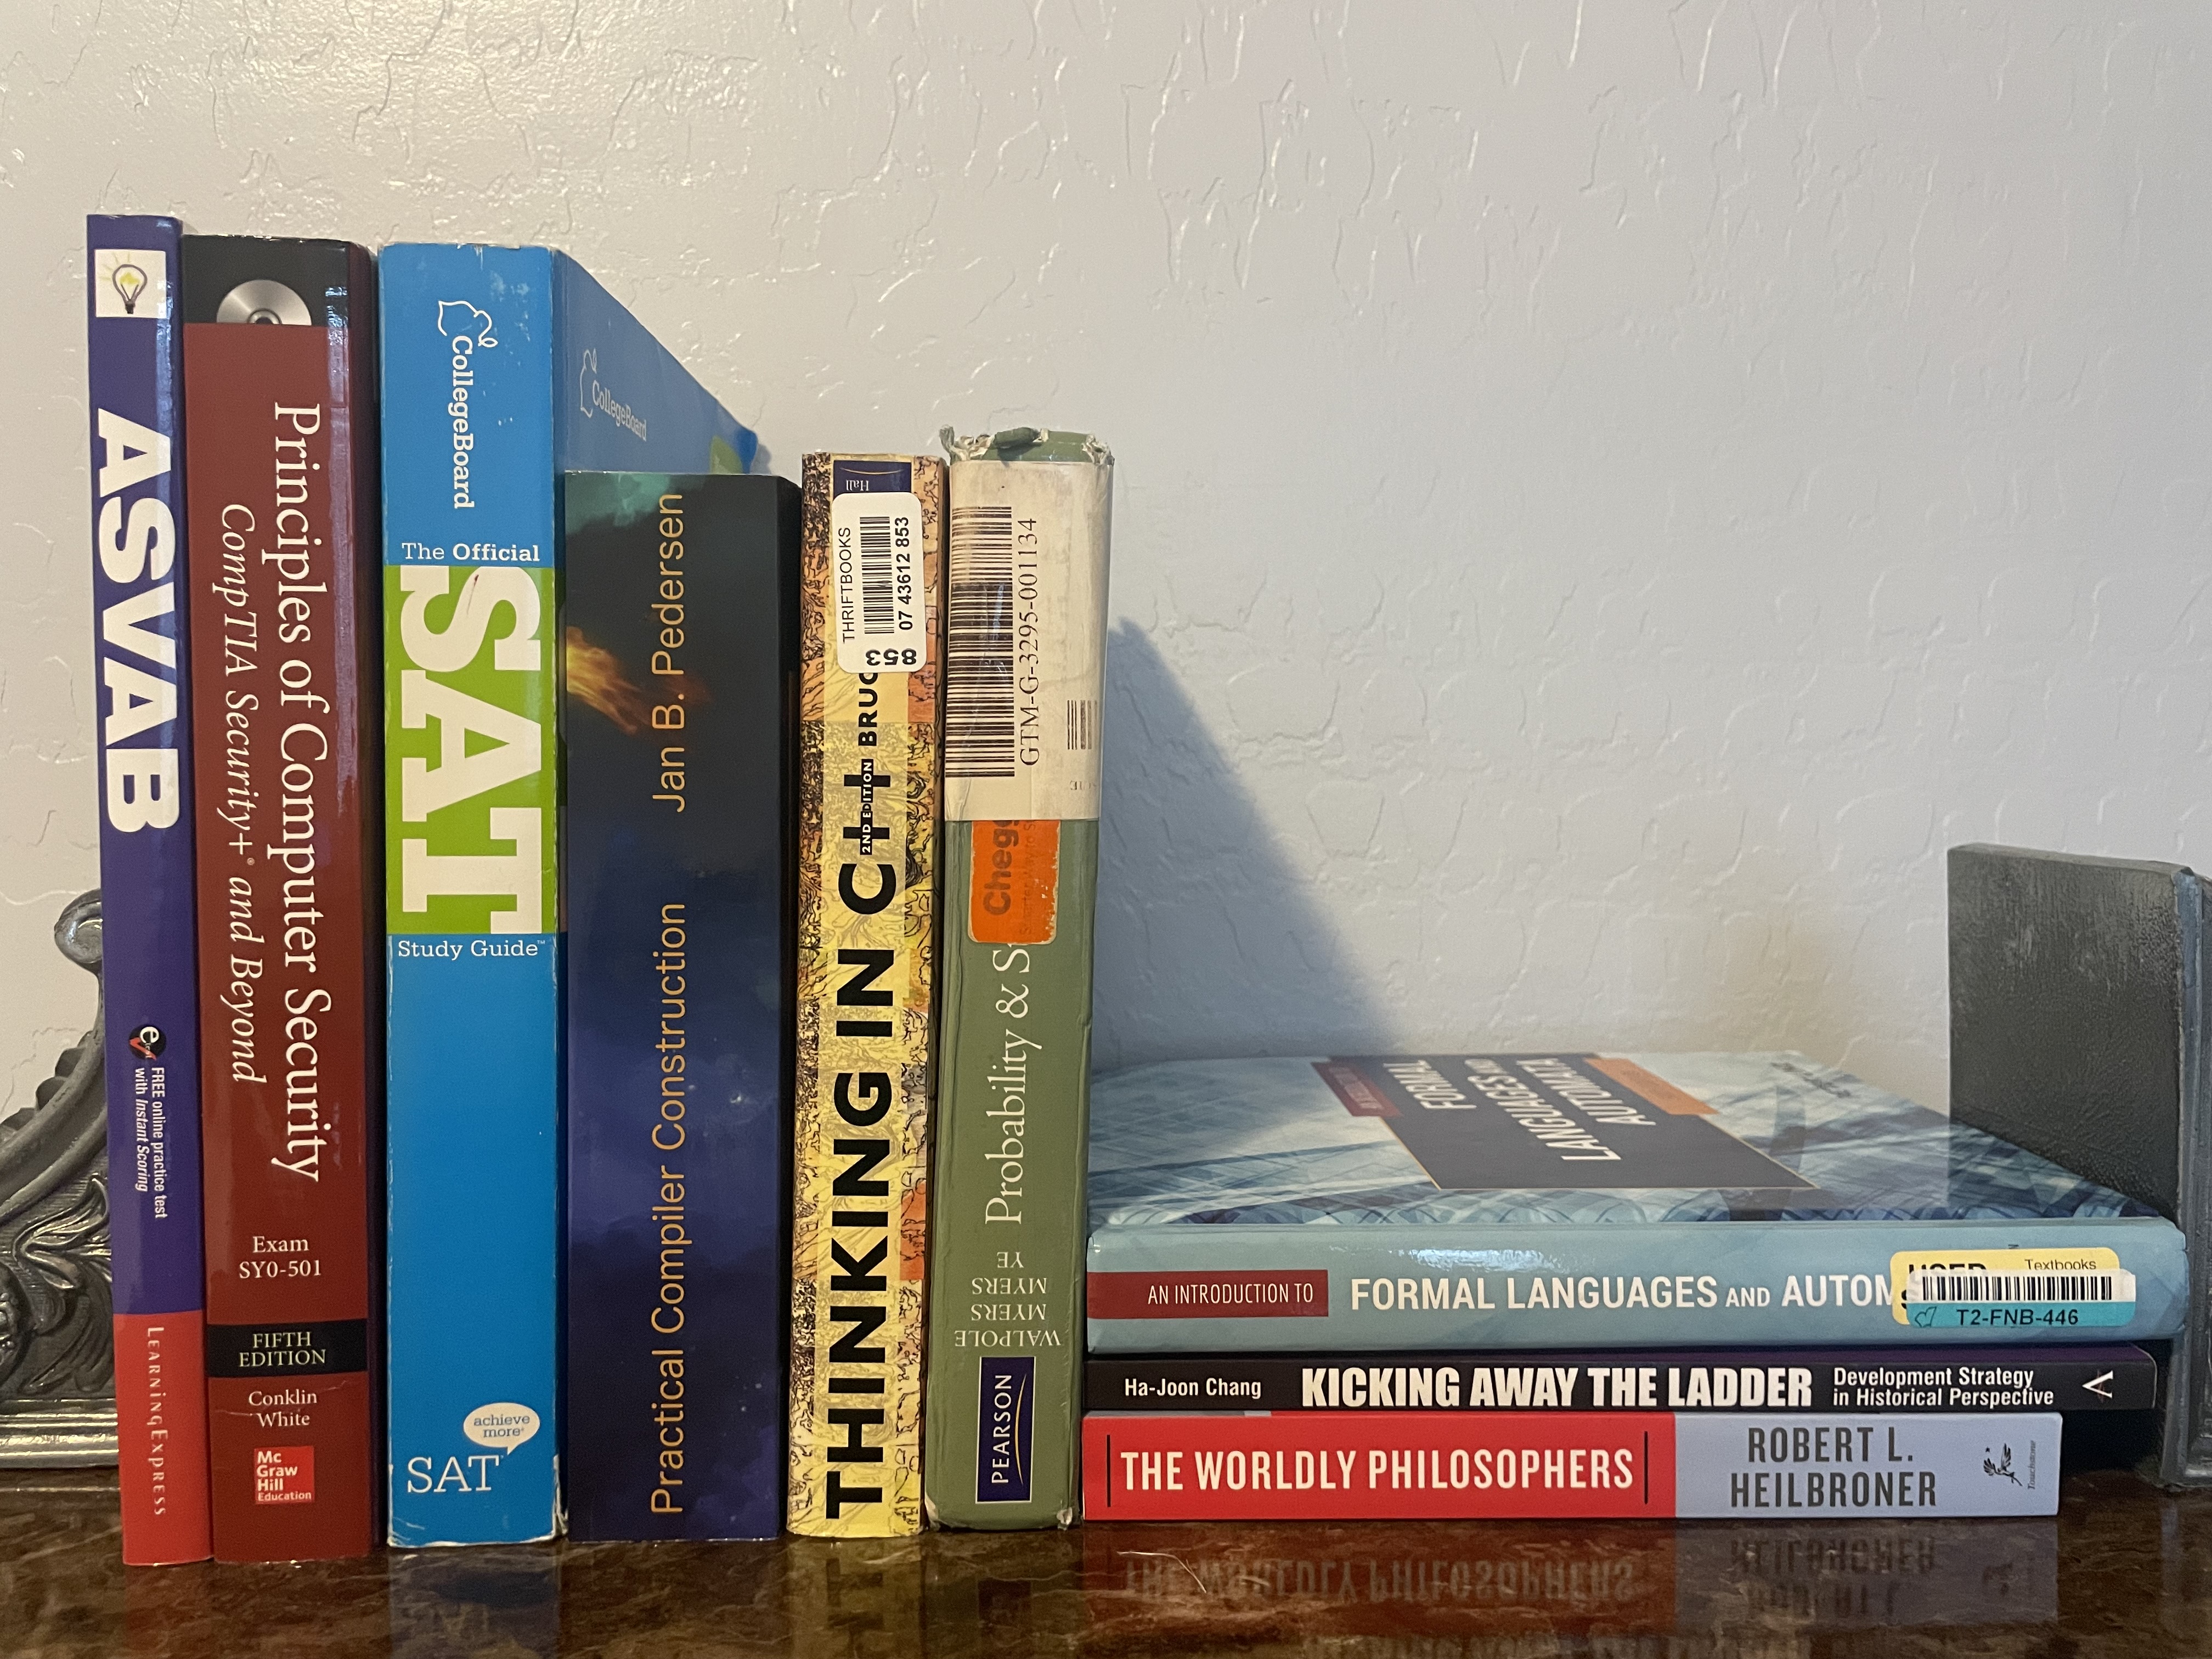 ASVAB
FREE online practice test
with Instant Scoring
LEARNINGEXPRESS
Principles of Computer Security
CompTIA Security+® and Beyond
Exam
SY0-501
FIFTH
EDITION
Conklin
White
Mc
Graw
Hill
Education
CollegeBoard
The Official
SAT
Study Guide™
achieve
more®
SAT
CollegeBoard
Practical Compiler Construction Jan B. Pedersen
Hall
THRIFTBOOKS
07 43612 853
853
THINKING IN C++ BRUC
2ND EDITION
GTM-G-3295-001134
Chegg
Probability & S
YE
MYERS
MYERS
WALPOLE
PEARSON
FORMAL
LANGUAGES AND
AUTOMATA
AN INTRODUCTION TO FORMAL LANGUAGES AND AUTOM
USED Textbooks
T2-FNB-446
Ha-Joon Chang KICKING AWAY THE LADDER Development Strategy
in Historical Perspective
THE WORLDLY PHILOSOPHERS ROBERT L.
HEILBRONER
Touchstone